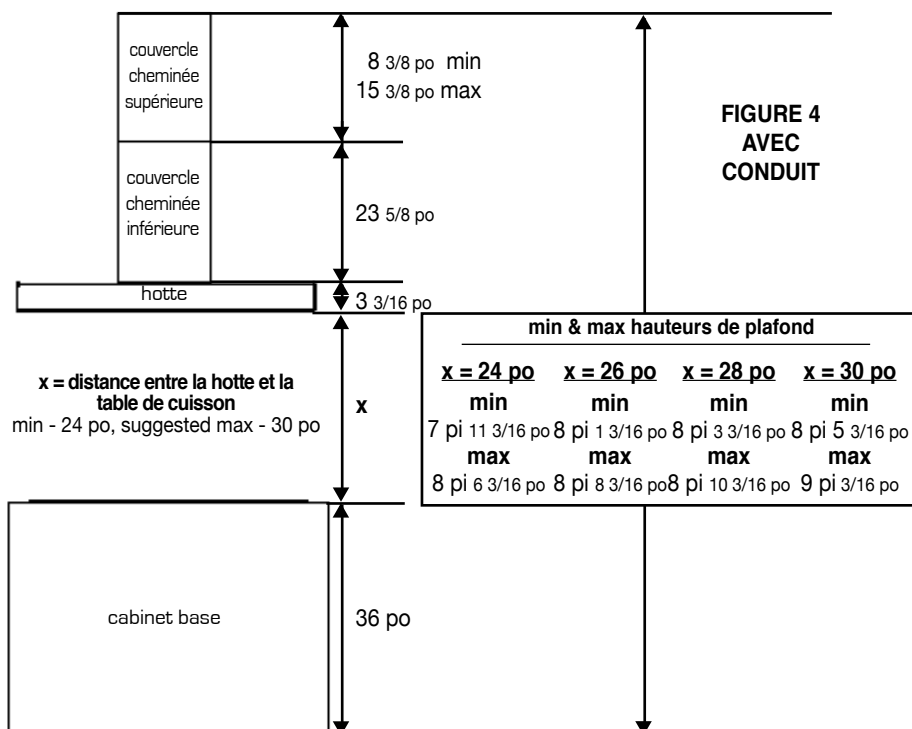 couvercle
cheminée
supérieure
8 3/8 po min
15 3/8 po max
FIGURE 4
AVEC
CONDUIT
couvercle
cheminée
inférieure
23 5/8 po
hotte
3 3/16 po
min & max hauteurs de plafond
x = 24 po x = 26 po x = 28 po x = 30 po
min min min min
7 pi 11 3/16 po 8 pi 1 3/16 po 8 pi 3 3/16 po 8 pi 5 3/16 po
max max max max
8 pi 6 3/16 po 8 pi 8 3/16 po 8 pi 10 3/16 po 9 pi 3/16 po
x = distance entre la hotte et la
table de cuisson
min - 24 po, suggested max - 30 po
x
cabinet base
36 po